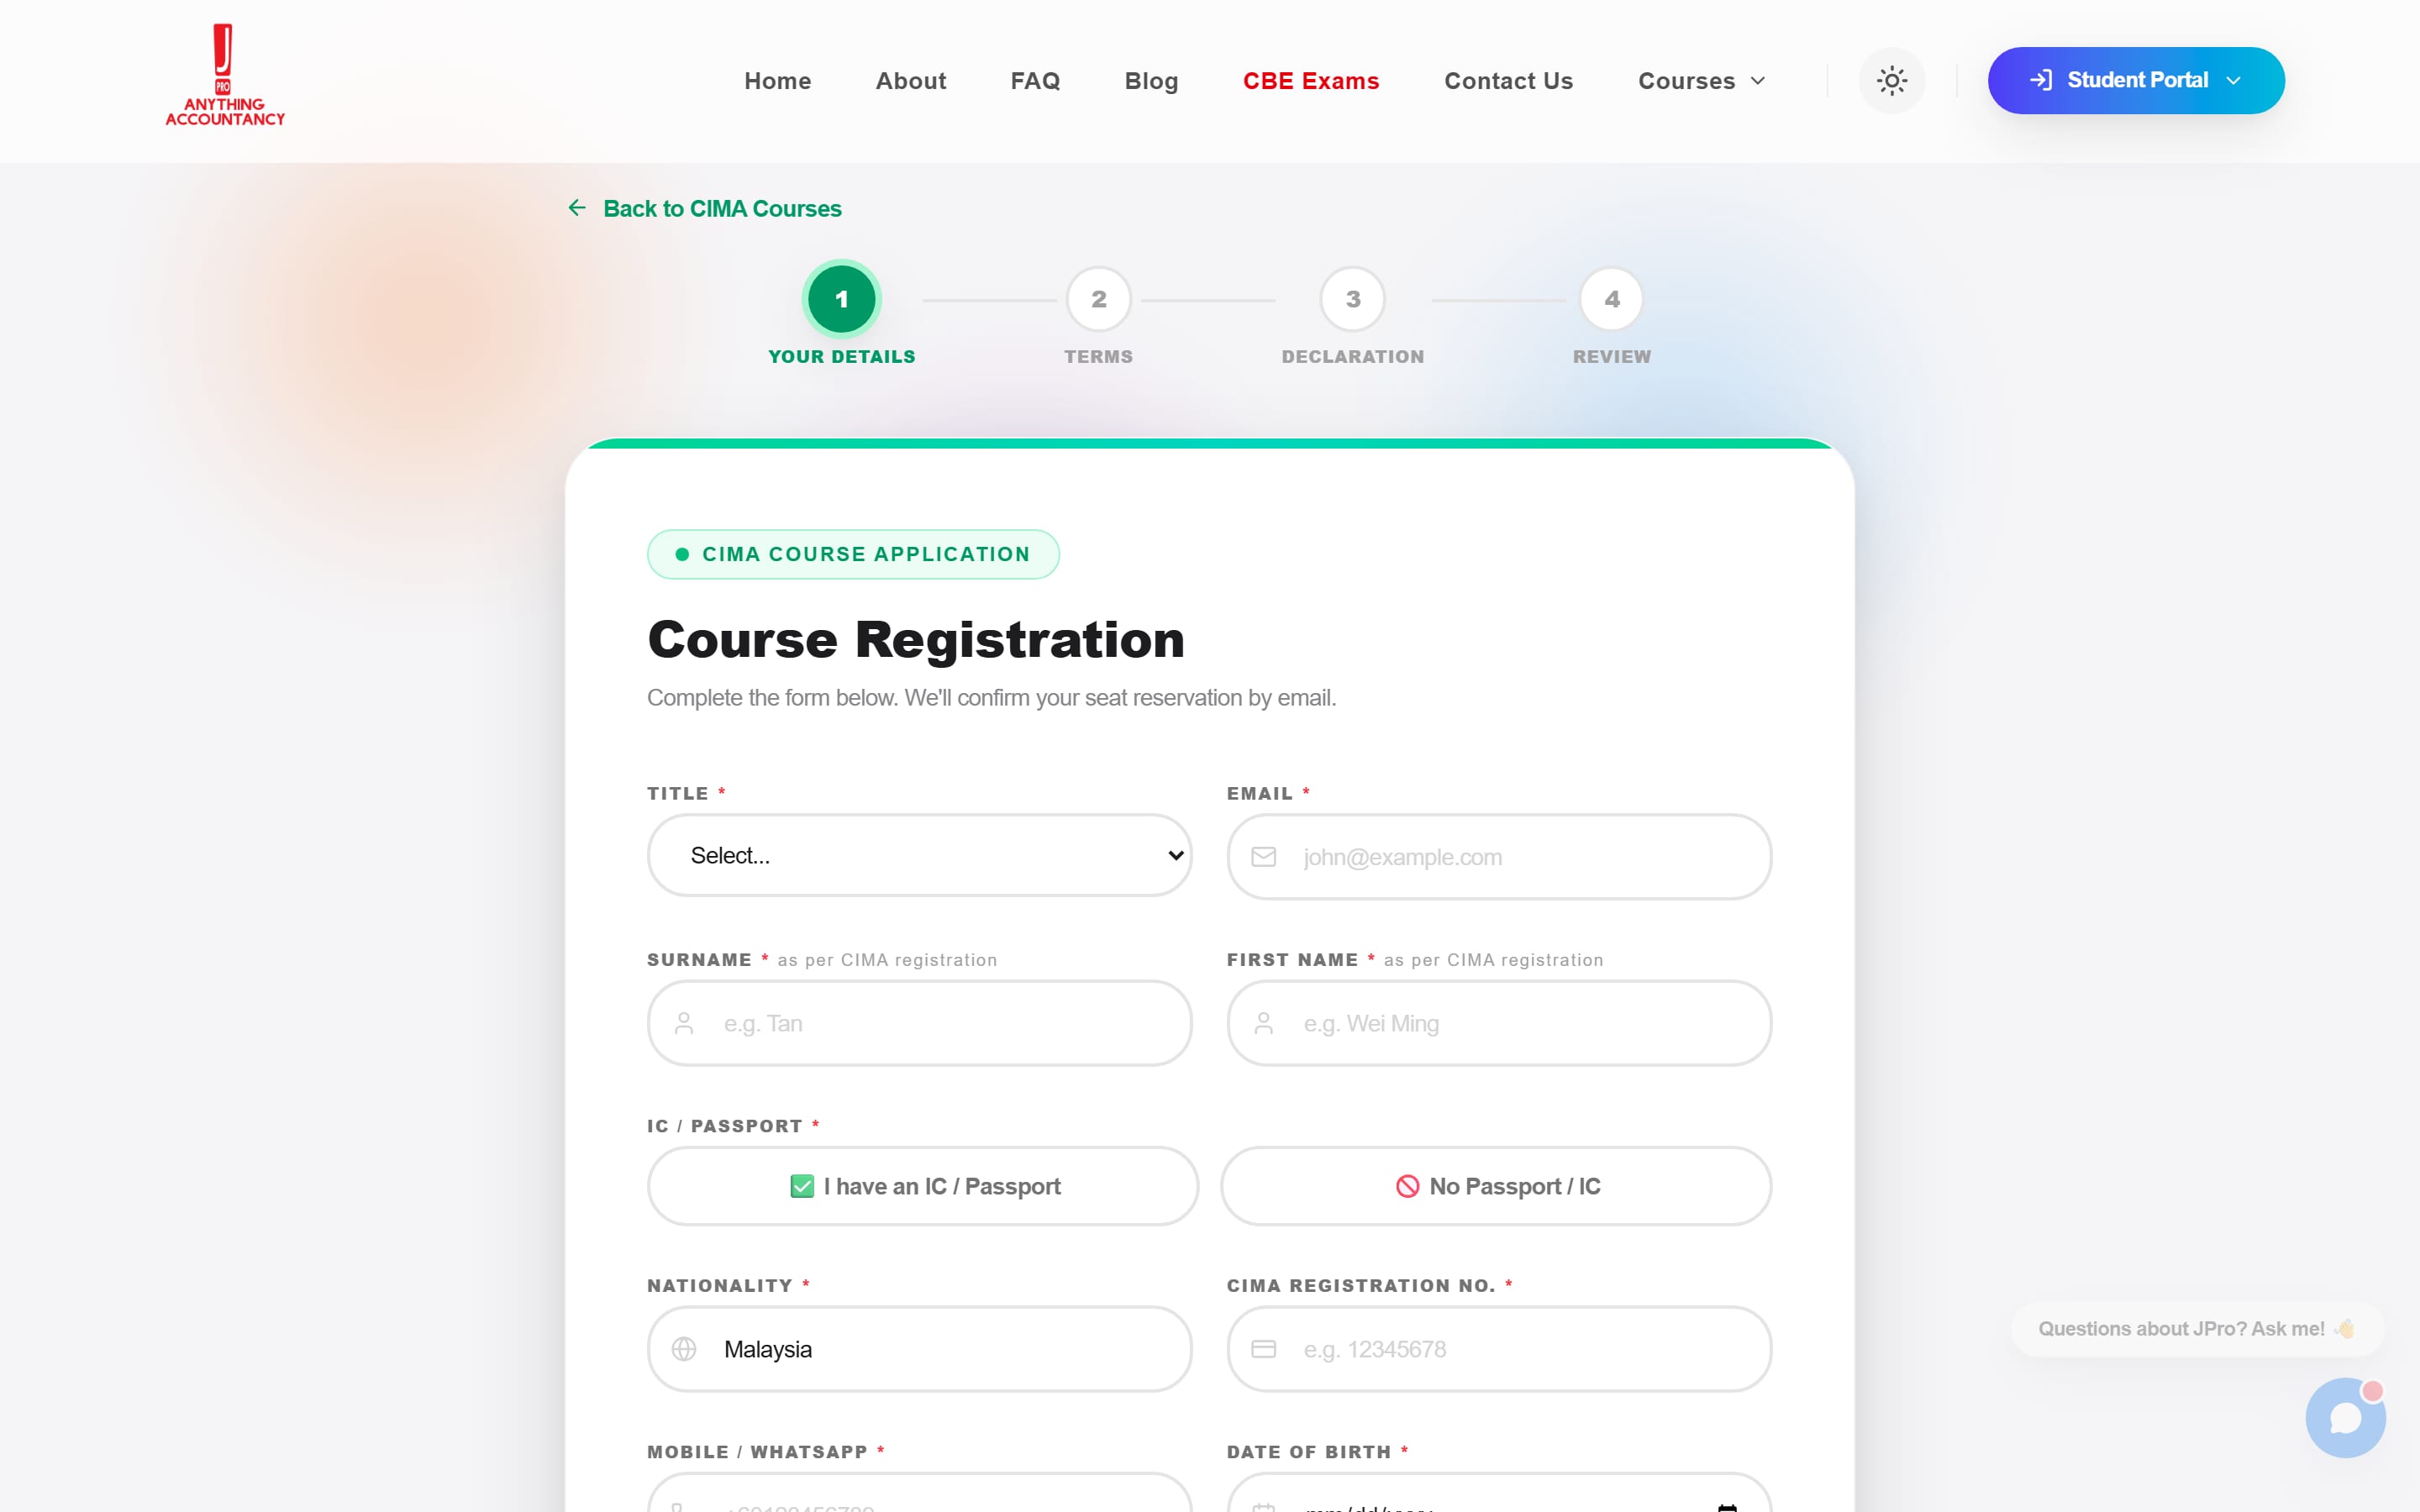 J
PRO
ANYTHING
ACCOUNTANCY
Home
About
FAQ
Blog
CBE Exams
Contact Us
Courses
Student Portal
Back to CIMA Courses
1
2
3
4
YOUR DETAILS
TERMS
DECLARATION
REVIEW
CIMA COURSE APPLICATION
Course Registration
Complete the form below. We'll confirm your seat reservation by email.
TITLE *
EMAIL *
Select...
john@example.com
SURNAME * as per CIMA registration
FIRST NAME * as per CIMA registration
e.g. Tan
e.g. Wei Ming
IC / PASSPORT *
I have an IC / Passport
No Passport / IC
NATIONALITY *
CIMA REGISTRATION NO. *
Malaysia
e.g. 12345678
Questions about JPro? Ask me! 👋
MOBILE / WHATSAPP *
DATE OF BIRTH *
mm/dd/yyyy